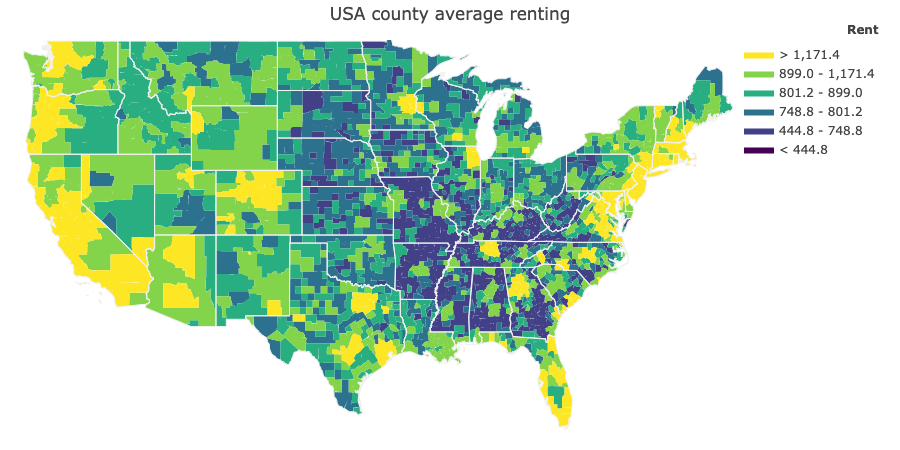 USA county average renting
Rent
> 1,171.4
899.0 - 1,171.4
801.2 - 899.0
748.8 - 801.2
444.8 - 748.8
< 444.8